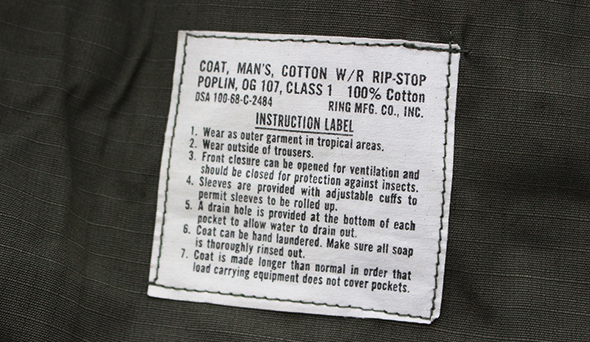 COAT, MAN'S, COTTON W/R RIP-STOP
POPLIN, OG 107, CLASS 1 100% Cotton
DSA 100-68-C-2484 RING MFG. CO., INC.
INSTRUCTION LABEL
1. Wear as outer garment in tropical areas.
2. Wear outside of trousers.
3. Front closure can be opened for ventilation and
should be closed for protection against insects.
4. Sleeves are provided with adjustable cuffs to
permit sleeves to be rolled up.
5. A drain hole is provided at the bottom of each
pocket to allow water to drain out.
6. Coat can be hand laundered. Make sure all soap
is thoroughly rinsed out.
7. Coat is made longer than normal in order that
load carrying equipment does not cover pockets.